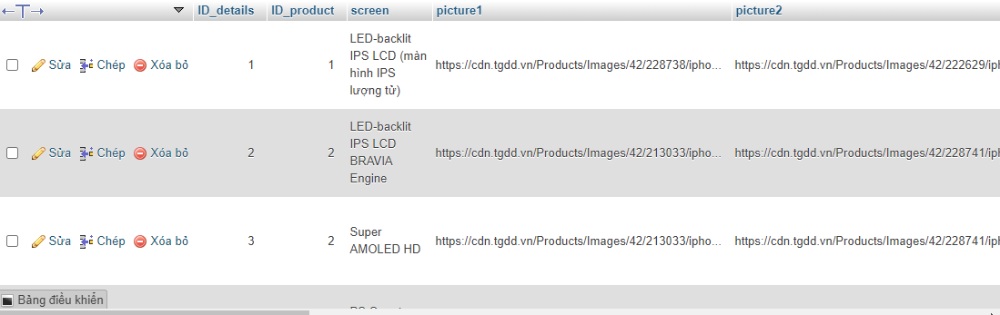 ←T→ ID_details ID_product screen picture1 picture2
LED-backlit
IPS LCD (màn
hình IPS
lượng tử)
Sửa Chép Xóa bỏ 1 1 https://cdn.tgdd.vn/Products/Images/42/228738/ipho... https://cdn.tgdd.vn/Products/Images/42/222629/iph
LED-backlit
IPS LCD
BRAVIA
Engine
Sửa Chép Xóa bỏ 2 2 https://cdn.tgdd.vn/Products/Images/42/213033/ipho... https://cdn.tgdd.vn/Products/Images/42/228741/iph
Super
AMOLED HD
Sửa Chép Xóa bỏ 3 2 https://cdn.tgdd.vn/Products/Images/42/213033/ipho... https://cdn.tgdd.vn/Products/Images/42/228741/iph
Bảng điều khiển